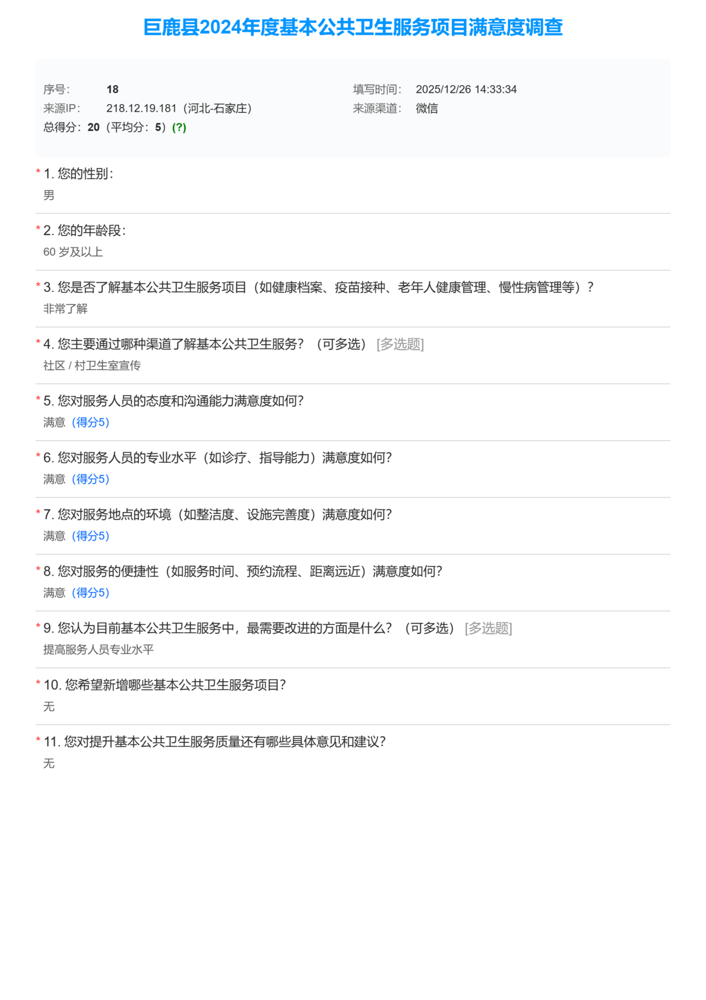 巨鹿县2024年度基本公共卫生服务项目满意度调查
序号： 18 填写时间： 2025/12/26 14:33:34
来源IP： 218.12.19.181（河北-石家庄） 来源渠道： 微信
总得分：20（平均分：5）(?)
* 1. 您的性别：
男
* 2. 您的年龄段：
60 岁及以上
* 3. 您是否了解基本公共卫生服务项目（如健康档案、疫苗接种、老年人健康管理、慢性病管理等）？
非常了解
* 4. 您主要通过哪种渠道了解基本公共卫生服务？（可多选） [多选题]
社区 / 村卫生室宣传
* 5. 您对服务人员的态度和沟通能力满意度如何？
满意（得分5）
* 6. 您对服务人员的专业水平（如诊疗、指导能力）满意度如何？
满意（得分5）
* 7. 您对服务地点的环境（如整洁度、设施完善度）满意度如何？
满意（得分5）
* 8. 您对服务的便捷性（如服务时间、预约流程、距离远近）满意度如何？
满意（得分5）
* 9. 您认为目前基本公共卫生服务中，最需要改进的方面是什么？（可多选） [多选题]
提高服务人员专业水平
* 10. 您希望新增哪些基本公共卫生服务项目？
无
* 11. 您对提升基本公共卫生服务质量还有哪些具体意见和建议？
无